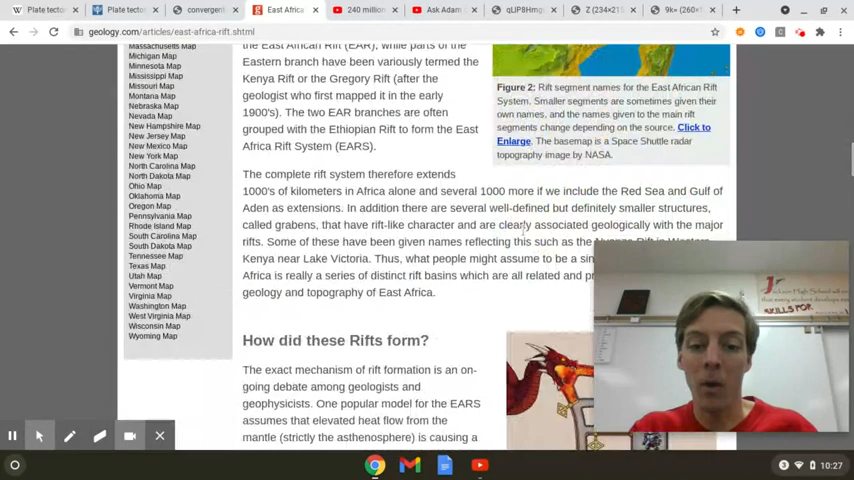 Plate tecto
Plate tector
convergent
East Africa
240 million
Ask Adam
qLIP8Hmg
Z (234×21
9k= (260×1
geology.com/articles/east-africa-rift.shtml
Massachusetts Map
Michigan Map
Minnesota Map
Mississippi Map
Missouri Map
Montana Map
Nebraska Map
Nevada Map
New Hampshire Map
New Jersey Map
New Mexico Map
New York Map
North Carolina Map
North Dakota Map
Ohio Map
Oklahoma Map
Oregon Map
Pennsylvania Map
Rhode Island Map
South Carolina Map
South Dakota Map
Tennessee Map
Texas Map
Utah Map
Vermont Map
Virginia Map
Washington Map
West Virginia Map
Wisconsin Map
Wyoming Map
the East African Rift (EAR), while parts of the
Eastern branch have been variously termed the
Kenya Rift or the Gregory Rift (after the
geologist who first mapped it in the early
1900's). The two EAR branches are often
grouped with the Ethiopian Rift to form the East
Africa Rift System (EARS).
Figure 2: Rift segment names for the East African Rift
System. Smaller segments are sometimes given their
own names, and the names given to the main rift
segments change depending on the source. Click to
Enlarge. The basemap is a Space Shuttle radar
topography image by NASA.
The complete rift system therefore extends
1000's of kilometers in Africa alone and several 1000 more if we include the Red Sea and Gulf of
Aden as extensions. In addition there are several well-defined but definitely smaller structures,
called grabens, that have rift-like character and are clearly associated geologically with the major
rifts. Some of these have been given names reflecting this such as the Nyanza Rift in Western
Kenya near Lake Victoria. Thus, what people might assume to be a sin
Africa is really a series of distinct rift basins which are all related and pr
geology and topography of East Africa.
How did these Rifts form?
The exact mechanism of rift formation is an on-
going debate among geologists and
geophysicists. One popular model for the EARS
assumes that elevated heat flow from the
mantle (strictly the asthenosphere) is causing a
Jackson High School
SKILLS FOR
3
10:27